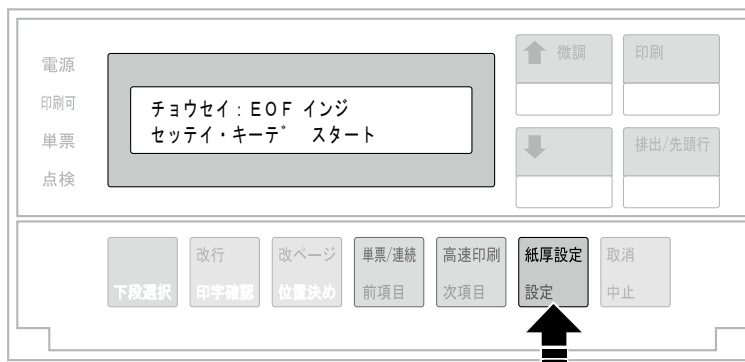 電源
印刷可
単票
点検
チョウセイ：ＥＯＦ インジ
セッテイ・キーデ゛ スタート
微調
印刷
排出/先頭行
下段選択
改行
印字確認
改ページ
位置決め
単票/連続
前項目
高速印刷
次項目
紙厚設定
設定
取消
中止